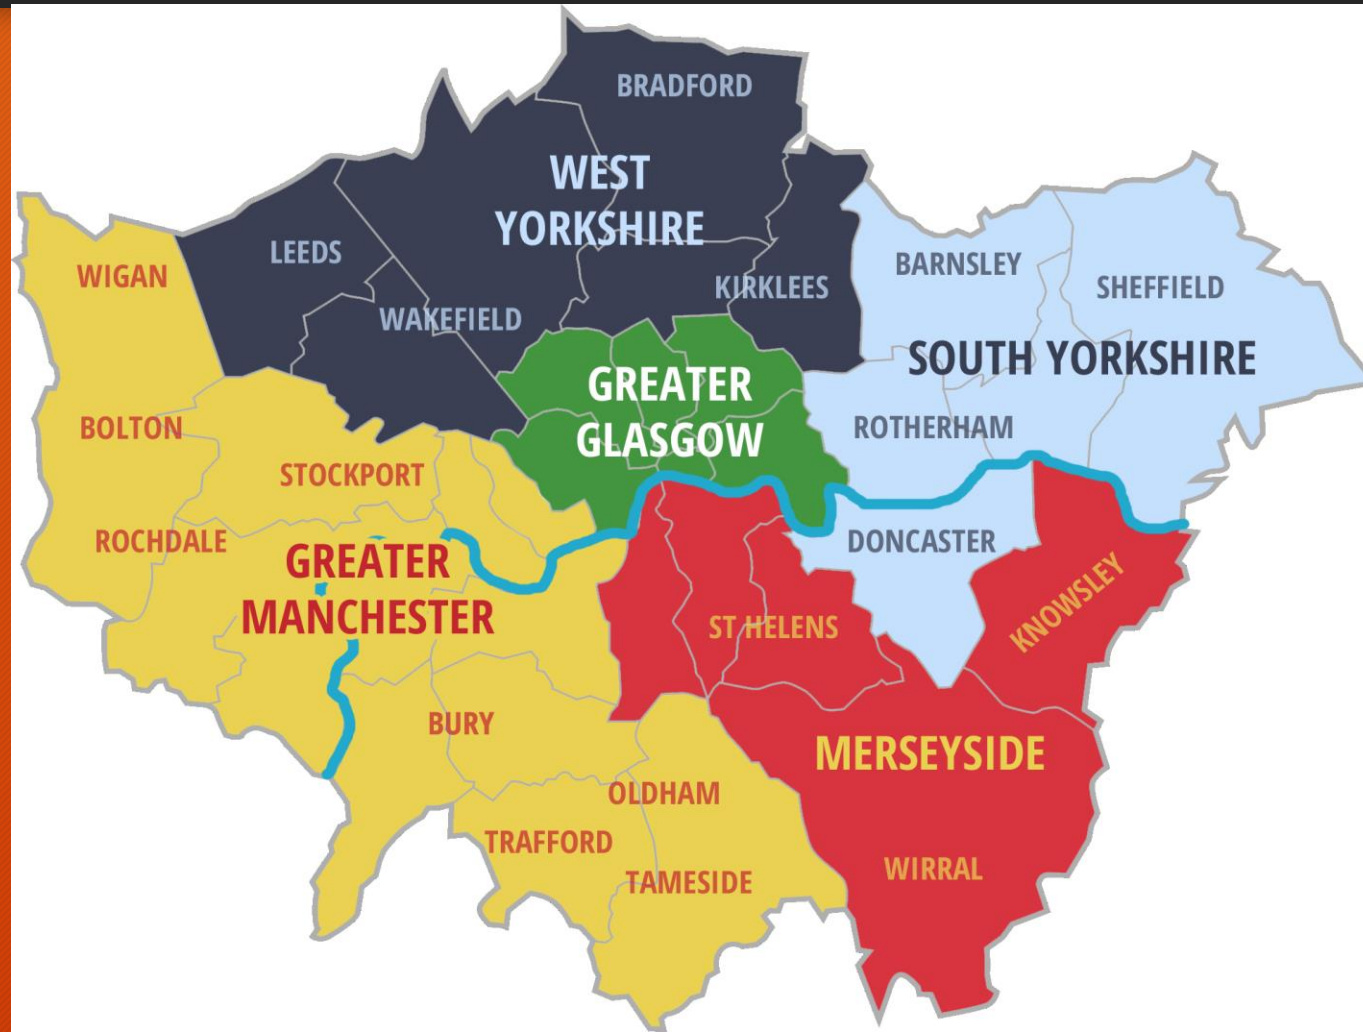 BRADFORD
WEST
YORKSHIRE
LEEDS
WIGAN
KIRKLEES
WAKEFIELD
BARNSLEY
SHEFFIELD
SOUTH YORKSHIRE
GREATER
GLASGOW
ROTHERHAM
BOLTON
STOCKPORT
ROCHDALE
GREATER
MANCHESTER
DONCASTER
KNOWSLEY
ST HELENS
BURY
MERSEYSIDE
OLDHAM
TRAFFORD
TAMESIDE
WIRRAL